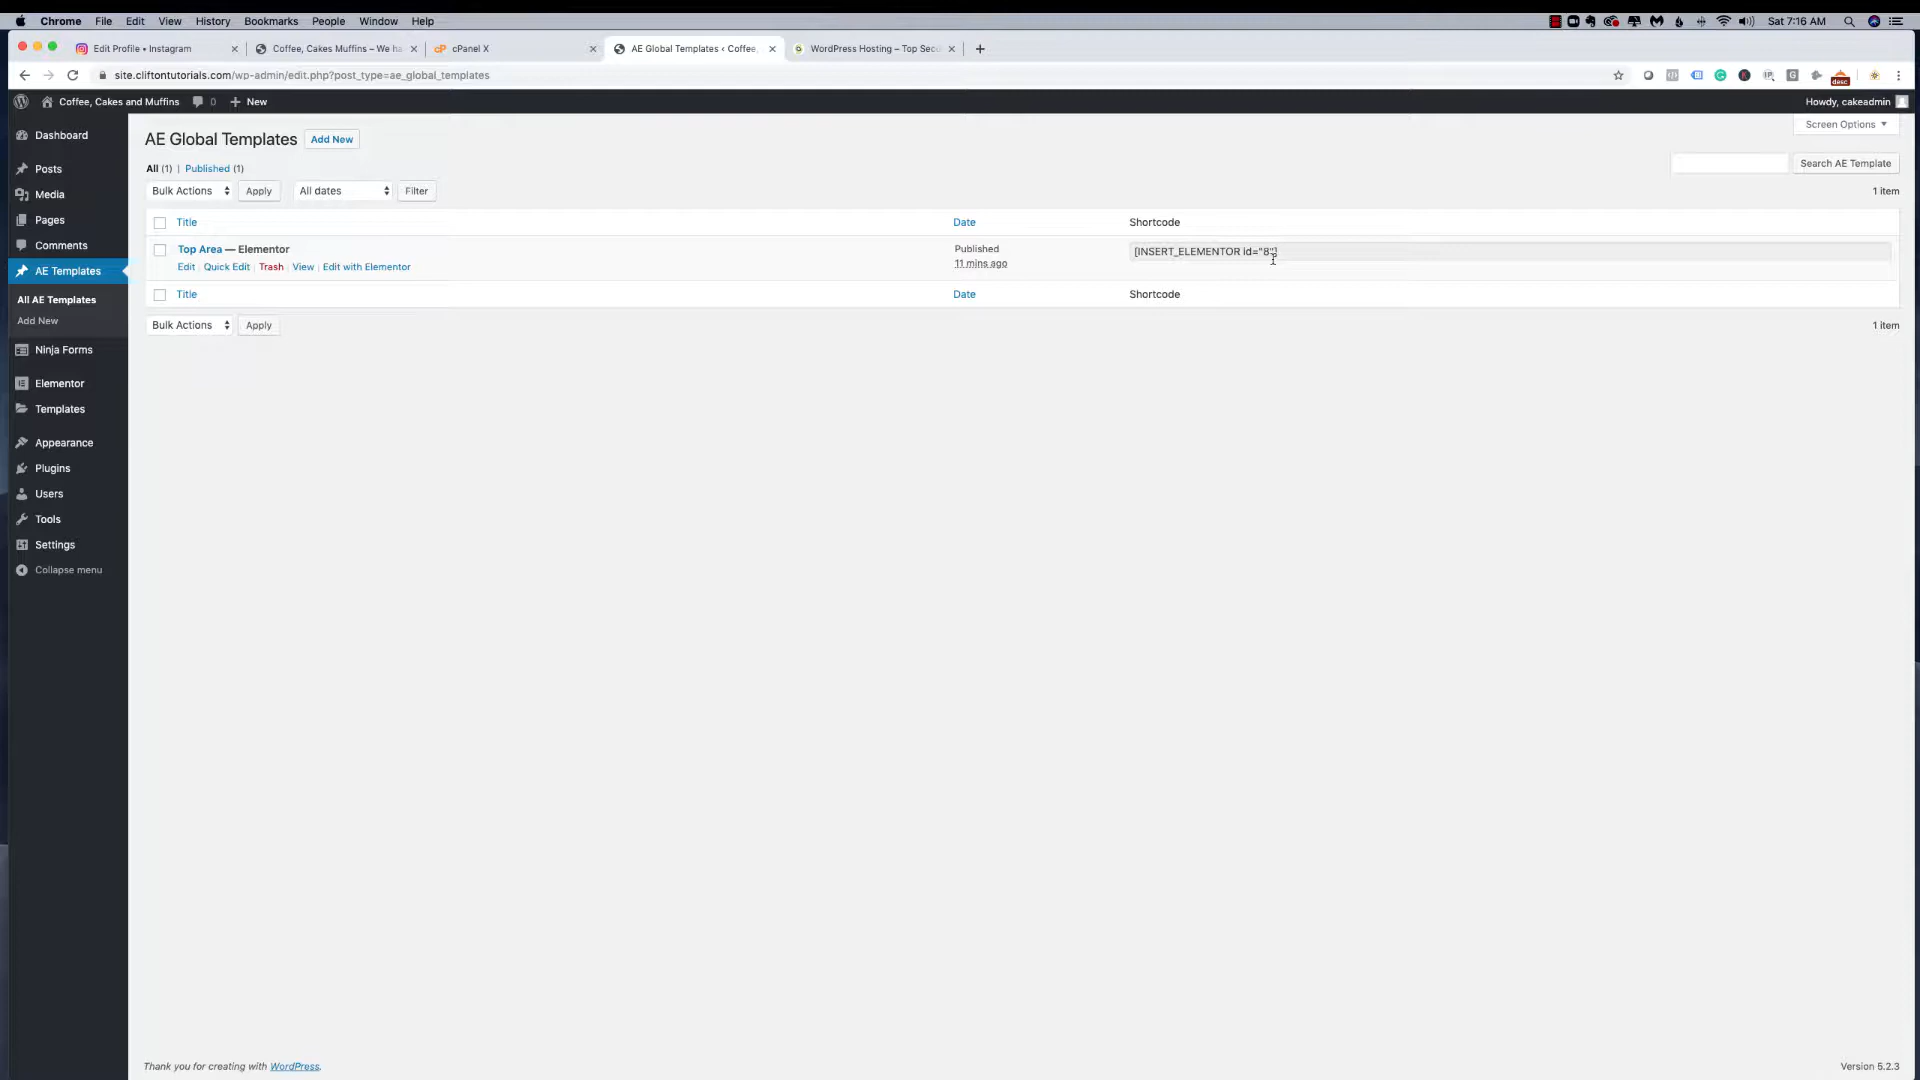 Chrome File Edit View History Bookmarks People Window Help Sat 7:16 AM
Edit Profile • Instagram Coffee, Cakes Muffins – We ha cPanel X AE Global Templates ‹ Coffee, WordPress Hosting – Top Secu
site.cliftontutorials.com/wp-admin/edit.php?post_type=ae_global_templates
desc
Coffee, Cakes and Muffins 0 New Howdy, cakeadmin
Dashboard
Posts
Media
Pages
Comments
AE Templates
All AE Templates
Add New
Ninja Forms
Elementor
Templates
Appearance
Plugins
Users
Tools
Settings
Collapse menu
AE Global Templates Add New
Screen Options
All (1) | Published (1)
Search AE Template
Bulk Actions Apply All dates Filter 1 item
Title Date Shortcode
Top Area — Elementor Published [INSERT_ELEMENTOR id="8"]
Edit | Quick Edit | Trash | View | Edit with Elementor 11 mins ago
Title Date Shortcode
Bulk Actions Apply 1 item
Thank you for creating with WordPress. Version 5.2.3